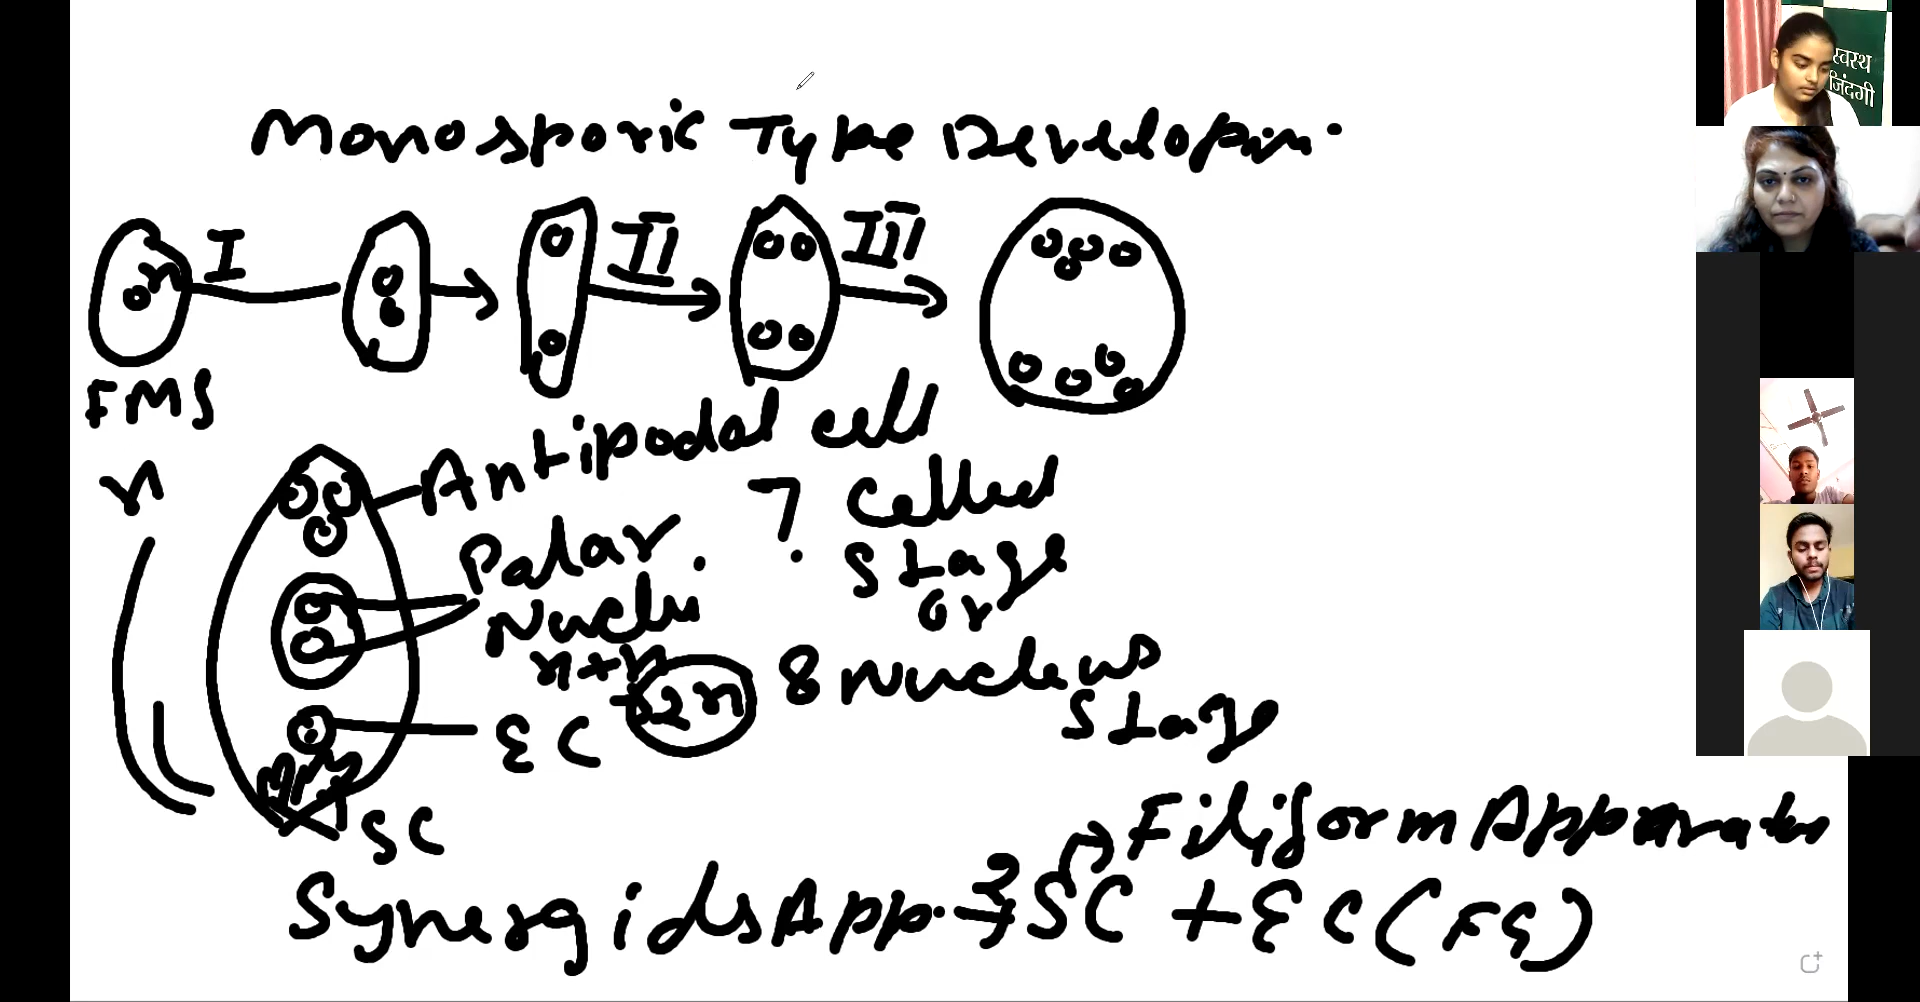 Monosporic Type Develop
I II III
n
FMS
n
Antipodal cell
Polar
Nuclei
n+n
2n
EC
SC
7 Celled
Stage
or
8 Nucleus
Stage
Filiform Apparatus
Synergids App. → SC + EC (FG)
स्वस्थ
जिंदगी